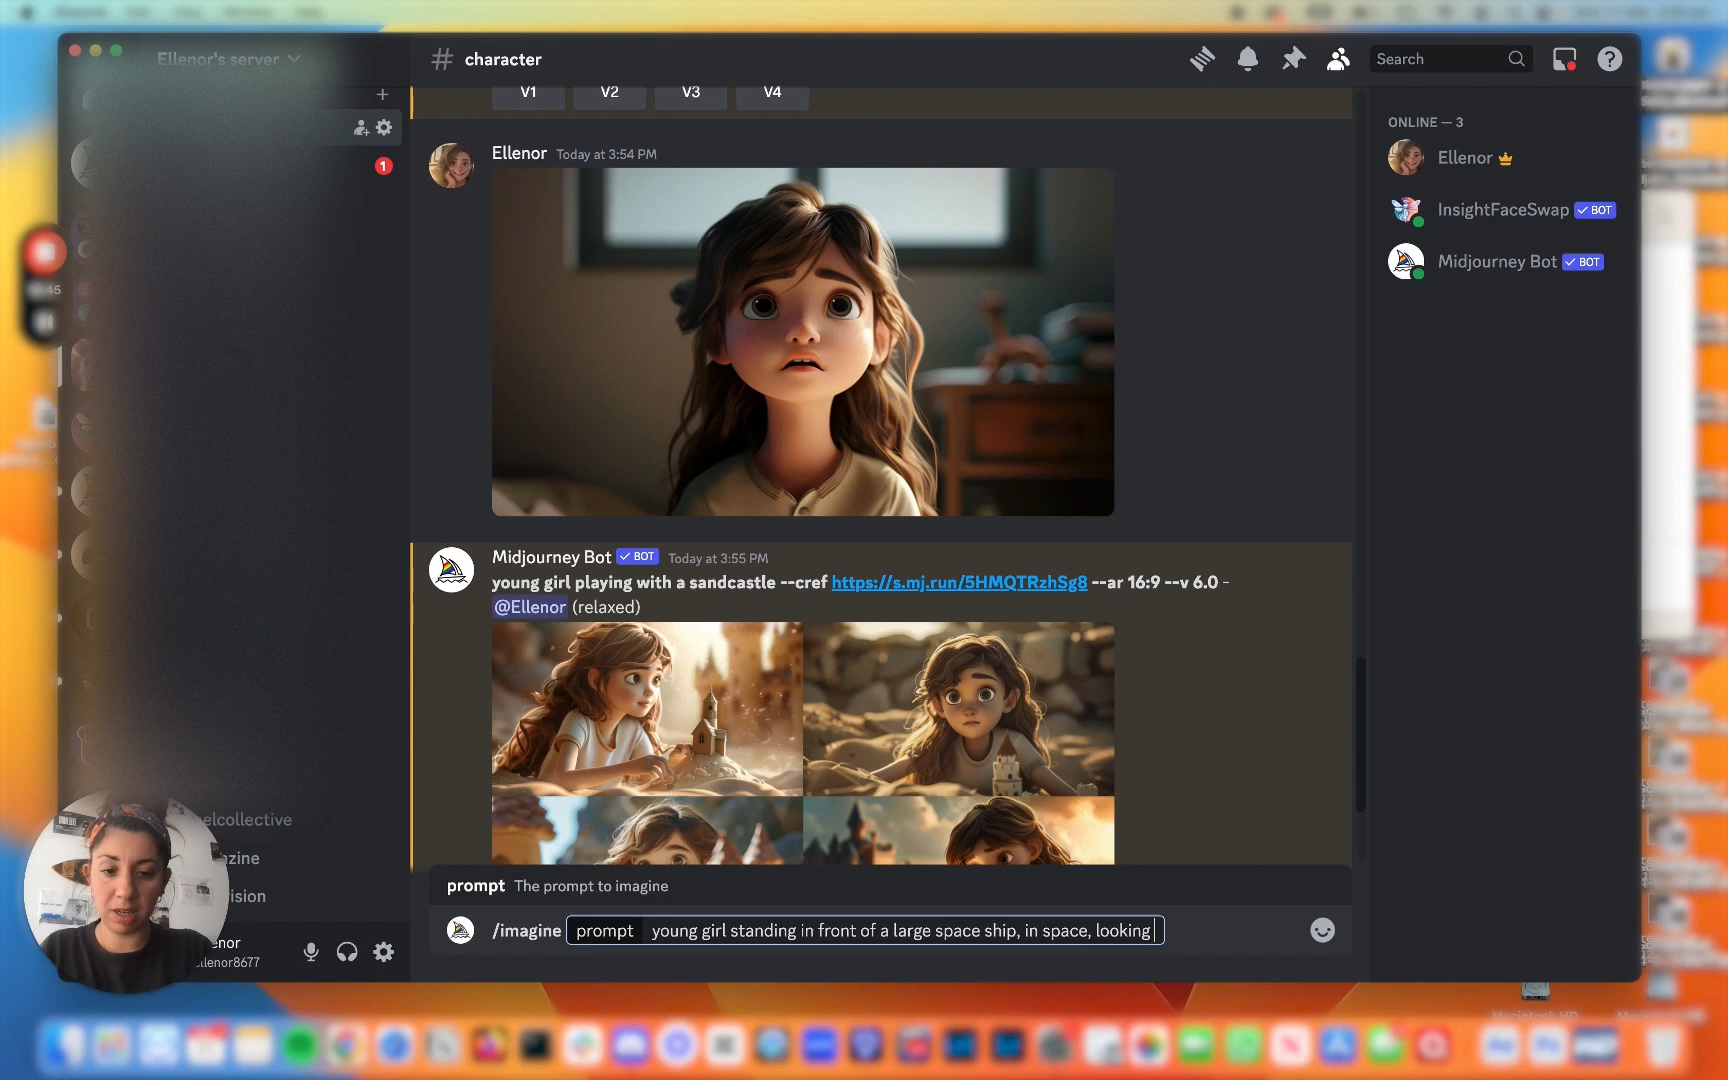 Ellenor's server
# character
Search
V1 V2 V3 V4
1
Ellenor Today at 3:54 PM
ONLINE — 3
Ellenor
InsightFaceSwap BOT
Midjourney Bot BOT
Midjourney Bot BOT Today at 3:55 PM
young girl playing with a sandcastle --cref https://s.mj.run/5HMQTRzhSg8 --ar 16:9 --v 6.0 -
@Ellenor (relaxed)
elcollective
zine
ision
prompt The prompt to imagine
/imagine prompt young girl standing in front of a large space ship, in space, looking
enor
ellenor8677